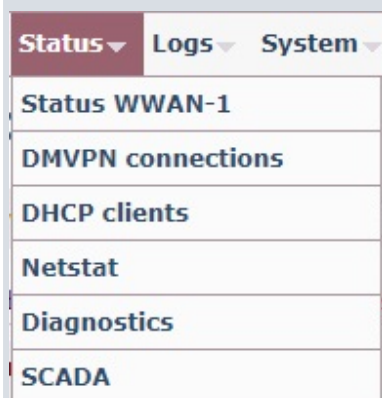 Status Logs System
Status WWAN-1
DMVPN connections
DHCP clients
Netstat
Diagnostics
SCADA